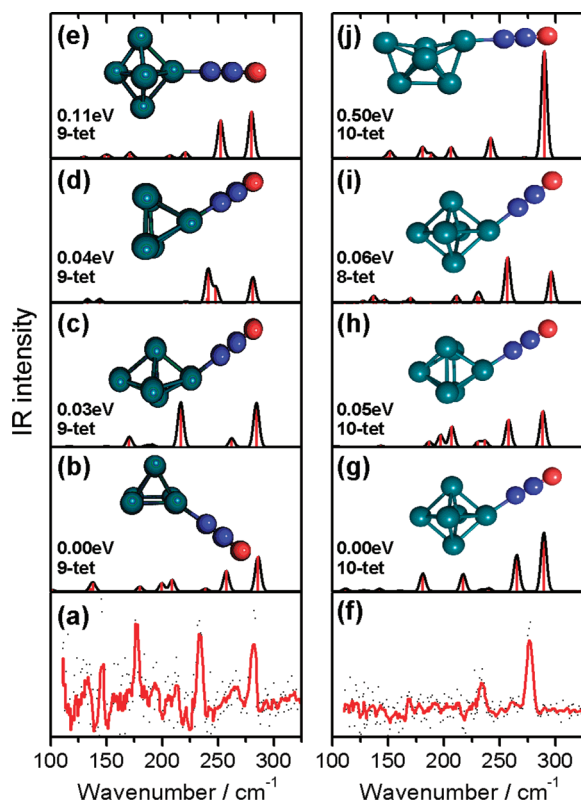 (e)
0.11eV
9-tet
(d)
0.04eV
9-tet
(c)
0.03eV
9-tet
(b)
0.00eV
9-tet
(a)
(j)
0.50eV
10-tet
(i)
0.06eV
8-tet
(h)
0.05eV
10-tet
(g)
0.00eV
10-tet
(f)
IR intensity
100 150 200 250 300
100 150 200 250 300
Wavenumber / cm⁻¹
Wavenumber / cm⁻¹